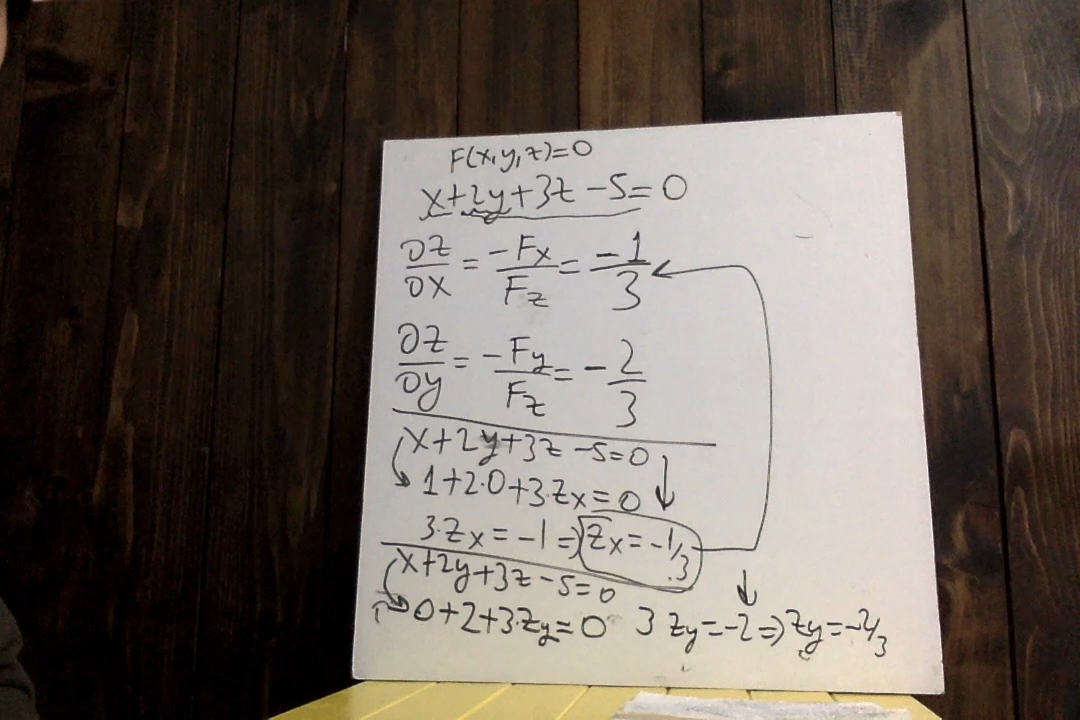 F(x,y,z)=0
x+2y+3z-5=0
∂z/∂x = -Fx/Fz = -1/3
∂z/∂y = -Fy/Fz = -2/3
x+2y+3z-5=0
1+2·0+3·zx=0
3·zx=-1⇒zx=-1/3
x+2y+3z-5=0
0+2+3·zy=0 3zy=-2⇒zy=-2/3